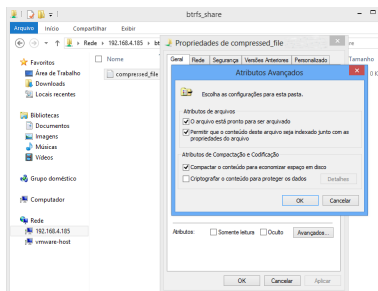 btrfs_share
Arquivo Início Compartilhar Exibir
Rede 192.168.4.185
Favoritos
Área de Trabalho
Downloads
Locais recentes
Bibliotecas
Documentos
Imagens
Músicas
Vídeos
Grupo doméstico
Computador
Rede
192.168.4.185
vmware-host
Nome
compressed_file
Tamanho
0 K
Propriedades de compressed_file
Geral Rede Segurança Versões Anteriores Personalizado
Atributos Avançados
Escolha as configurações para esta pasta.
Atributos de arquivos
O arquivo está pronto para ser arquivado
Permitir que o conteúdo deste arquivo seja indexado junto com as
propriedades do arquivo
Atributos de Compactação e Codificação
Compactar o conteúdo para economizar espaço em disco
Criptografar o conteúdo para proteger os dados
Detalhes
OK Cancelar
Atributos: Somente leitura Oculto Avançados...
OK Cancelar Aplicar